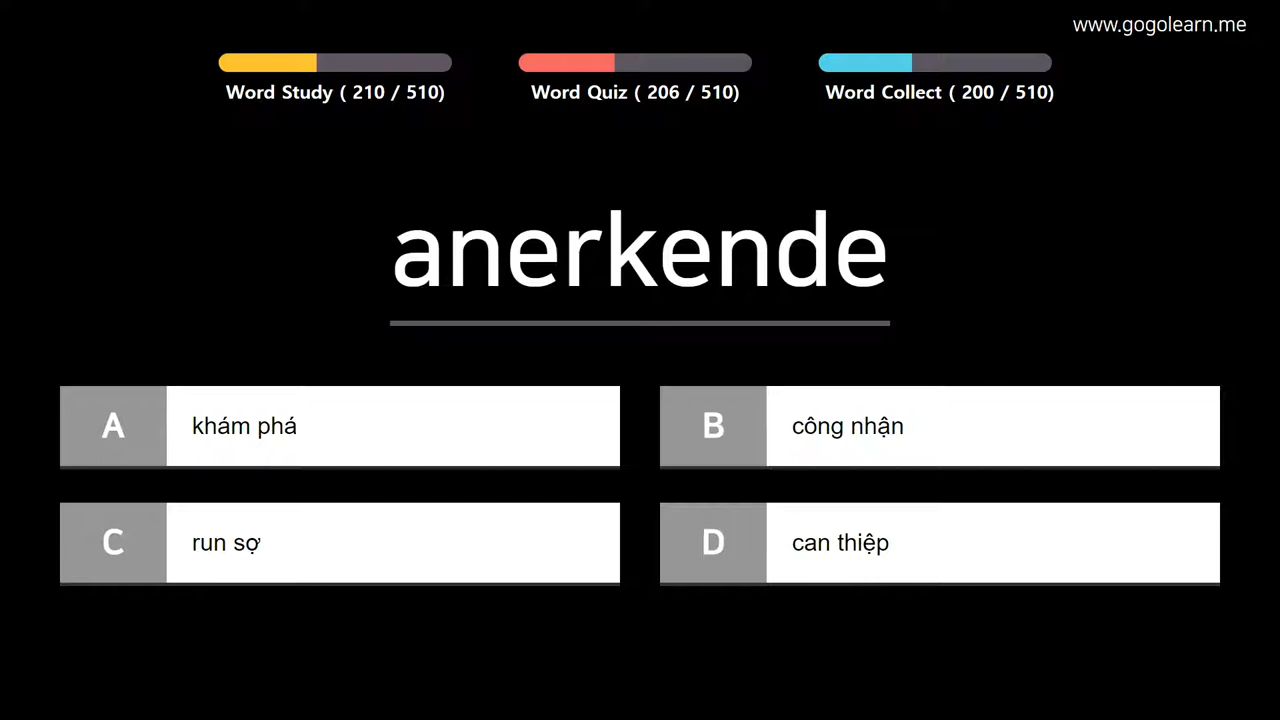 www.gogolearn.me
Word Study ( 210 / 510)
Word Quiz ( 206 / 510)
Word Collect ( 200 / 510)
anerkende
A khám phá
B công nhận
C run sợ
D can thiệp